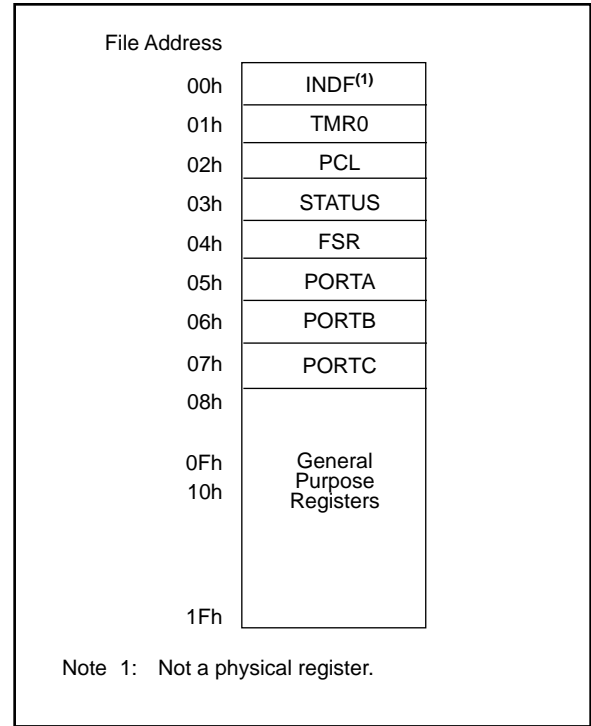 File Address
00h INDF(1)
01h TMR0
02h PCL
03h STATUS
04h FSR
05h PORTA
06h PORTB
07h PORTC
08h
0Fh General
Purpose
10h Registers
1Fh
Note 1: Not a physical register.